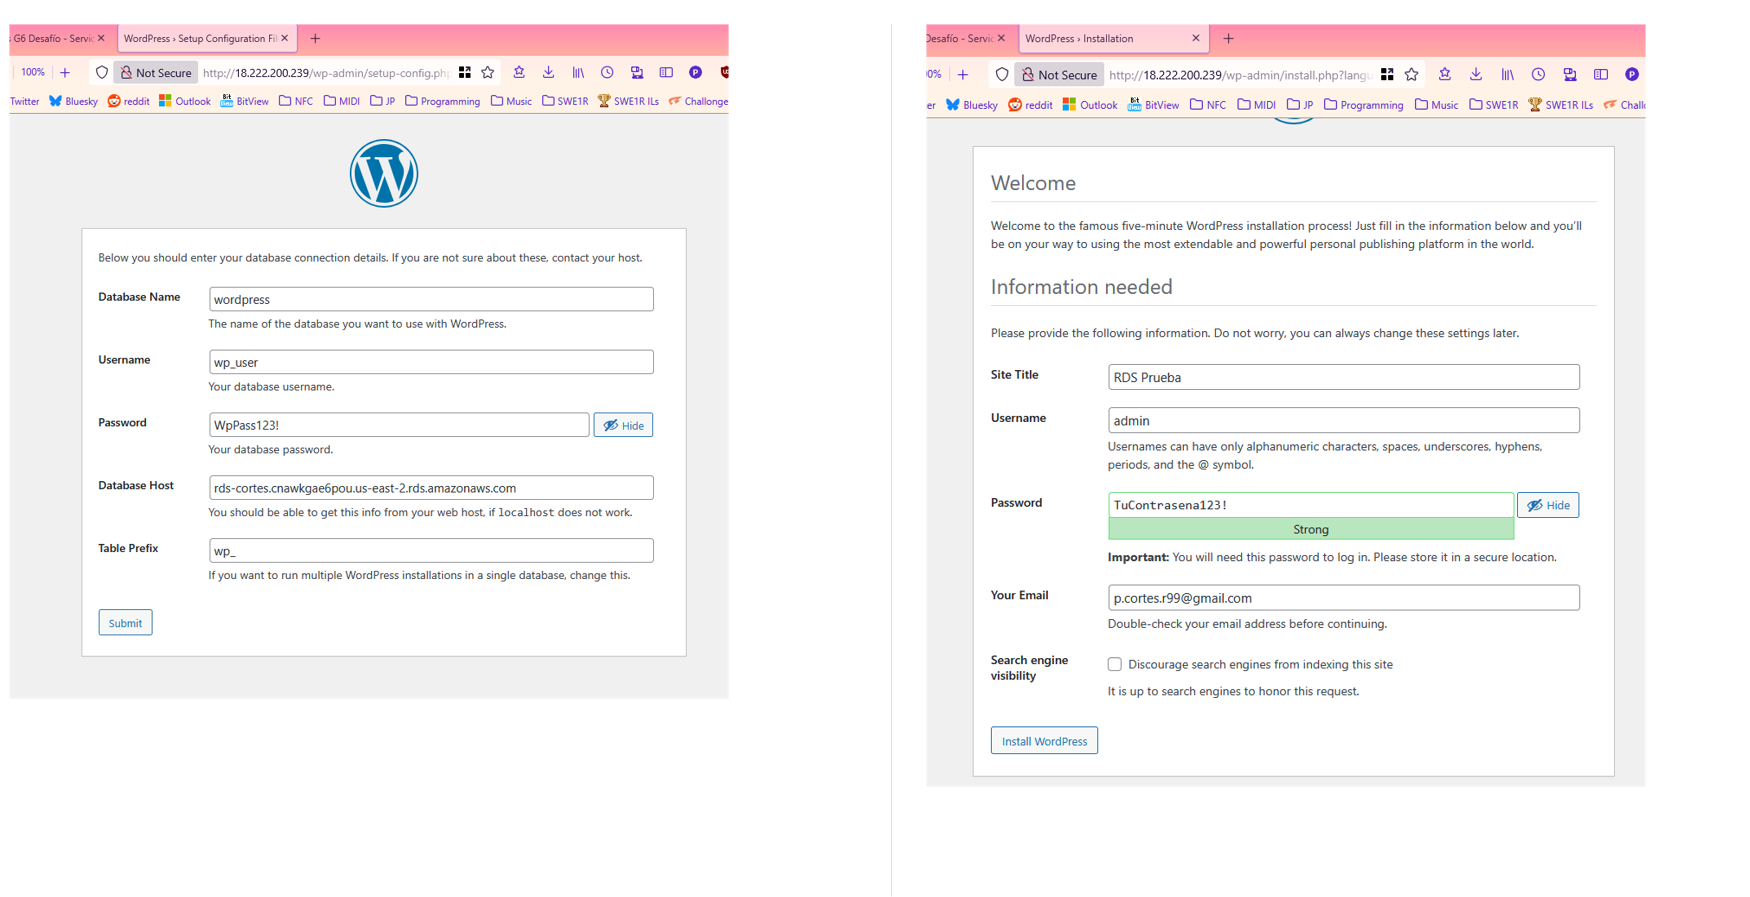 s G6 Desafío - Servic
WordPress › Setup Configuration Fil
100%
Not Secure
http://18.222.200.239/wp-admin/setup-config.php
Twitter
Bluesky
reddit
Outlook
BitView
NFC
MIDI
JP
Programming
Music
SWE1R
SWE1R ILs
Challonge
Below you should enter your database connection details. If you are not sure about these, contact your host.
Database Name
wordpress
The name of the database you want to use with WordPress.
Username
wp_user
Your database username.
Password
WpPass123!
Hide
Your database password.
Database Host
rds-cortes.cnawkgae6pou.us-east-2.rds.amazonaws.com
You should be able to get this info from your web host, if localhost does not work.
Table Prefix
wp_
If you want to run multiple WordPress installations in a single database, change this.
Submit
Desafío - Servic
WordPress › Installation
0%
Not Secure
http://18.222.200.239/wp-admin/install.php?langu
er
Bluesky
reddit
Outlook
BitView
NFC
MIDI
JP
Programming
Music
SWE1R
SWE1R ILs
Challo
Welcome
Welcome to the famous five-minute WordPress installation process! Just fill in the information below and you’ll
be on your way to using the most extendable and powerful personal publishing platform in the world.
Information needed
Please provide the following information. Do not worry, you can always change these settings later.
Site Title
RDS Prueba
Username
admin
Usernames can have only alphanumeric characters, spaces, underscores, hyphens,
periods, and the @ symbol.
Password
TuContrasena123!
Hide
Strong
Important: You will need this password to log in. Please store it in a secure location.
Your Email
p.cortes.r99@gmail.com
Double-check your email address before continuing.
Search engine
visibility
Discourage search engines from indexing this site
It is up to search engines to honor this request.
Install WordPress